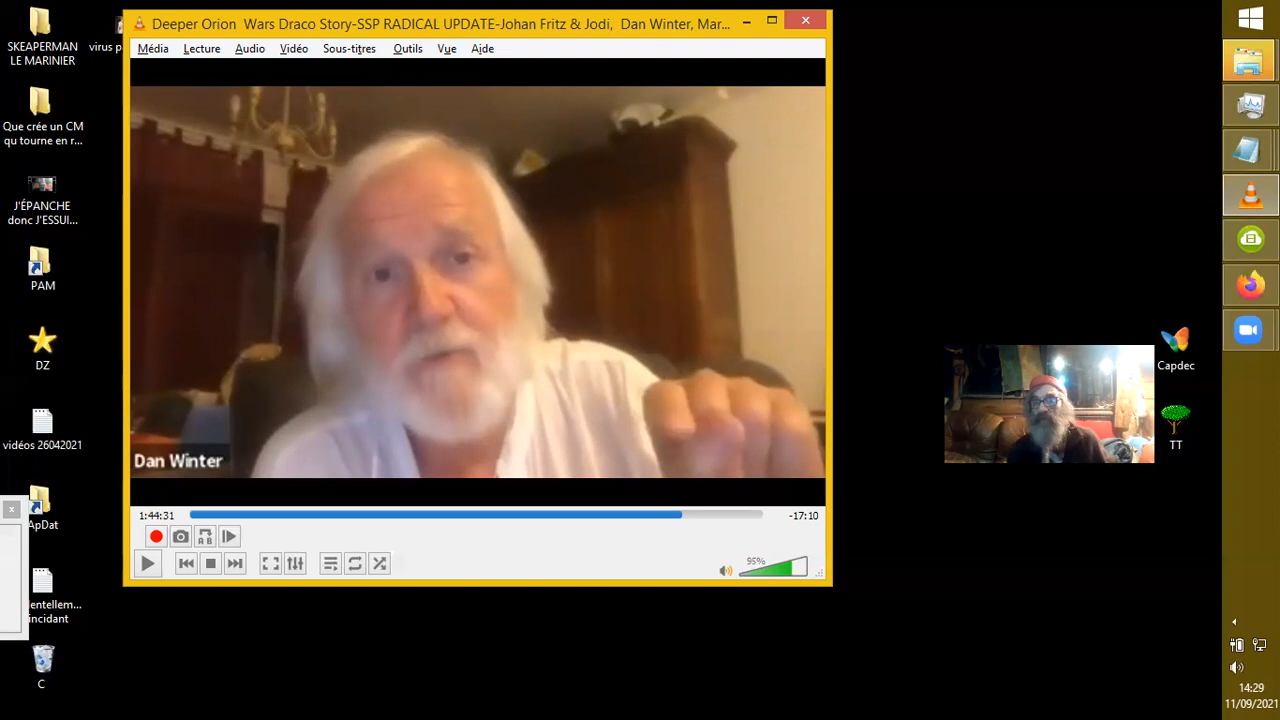 SKEAPERMAN
LE MARINIER
virus p
Que crée un CM
qu tourne en r...
J'ÉPANCHE
donc J'ESSUI...
PAM
DZ
vidéos 26042021
ApDat
entellem...
incidant
C
Deeper Orion Wars Draco Story-SSP RADICAL UPDATE-Johan Fritz & Jodi, Dan Winter, Mar...
Média Lecture Audio Vidéo Sous-titres Outils Vue Aide
Dan Winter
1:44:31
-17:10
A B
95%
Capdec
TT
14:29
11/09/2021